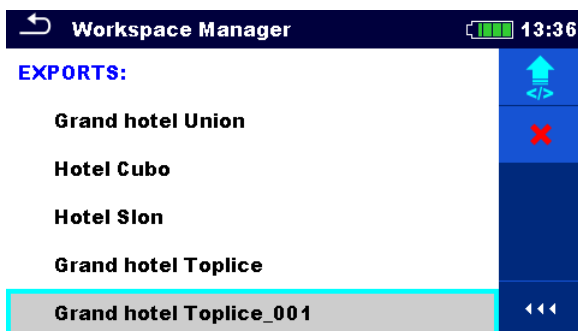 Workspace Manager
13:36
EXPORTS:
Grand hotel Union
Hotel Cubo
Hotel Slon
Grand hotel Toplice
Grand hotel Toplice_001
</>